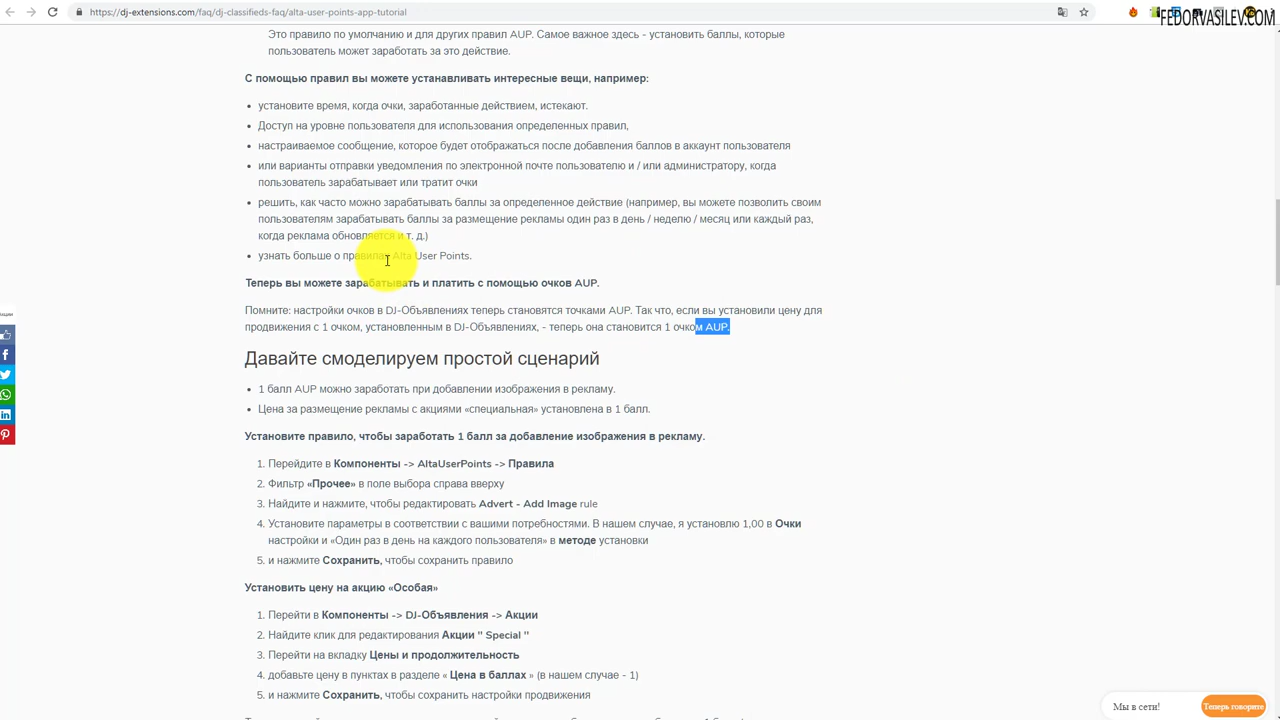 https://dj-extensions.com/faq/dj-classifieds-faq/alta-user-points-app-tutorial
FEDORVASILEV.COM
Это правило по умолчанию и для других правил AUP. Самое важное здесь - установить баллы, которые
пользователь может заработать за это действие.
С помощью правил вы можете устанавливать интересные вещи, например:
установите время, когда очки, заработанные действием, истекают.
Доступ на уровне пользователя для использования определенных правил,
настраиваемое сообщение, которое будет отображаться после добавления баллов в аккаунт пользователя
или варианты отправки уведомления по электронной почте пользователю и / или администратору, когда
пользователь зарабатывает или тратит очки
решить, как часто можно зарабатывать баллы за определенное действие (например, вы можете позволить своим
пользователям зарабатывать баллы за размещение рекламы один раз в день / неделю / месяц или каждый раз,
когда реклама обновляется и т. д.)
узнать больше о правилах Alta User Points.
Теперь вы можете зарабатывать и платить с помощью очков AUP.
Помните: настройки очков в DJ-Объявлениях теперь становятся точками AUP. Так что, если вы установили цену для
продвижения с 1 очком, установленным в DJ-Объявлениях, - теперь она становится 1 очком AUP.
Давайте смоделируем простой сценарий
1 балл AUP можно заработать при добавлении изображения в рекламу.
Цена за размещение рекламы с акциями «специальная» установлена в 1 балл.
Установите правило, чтобы заработать 1 балл за добавление изображения в рекламу.
1. Перейдите в Компоненты -> AltaUserPoints -> Правила
2. Фильтр «Прочее» в поле выбора справа вверху
3. Найдите и нажмите, чтобы редактировать Advert - Add Image rule
4. Установите параметры в соответствии с вашими потребностями. В нашем случае, я установлю 1,00 в Очки
настройки и «Один раз в день на каждого пользователя» в методе установки
5. и нажмите Сохранить, чтобы сохранить правило
Установить цену на акцию «Особая»
1. Перейти в Компоненты -> DJ-Объявления -> Акции
2. Найдите клик для редактирования Акции " Special "
3. Перейти на вкладку Цены и продолжительность
4. добавьте цену в пунктах в разделе « Цена в баллах » (в нашем случае - 1)
5. и нажмите Сохранить, чтобы сохранить настройки продвижения
Мы в сети!
Теперь говорите